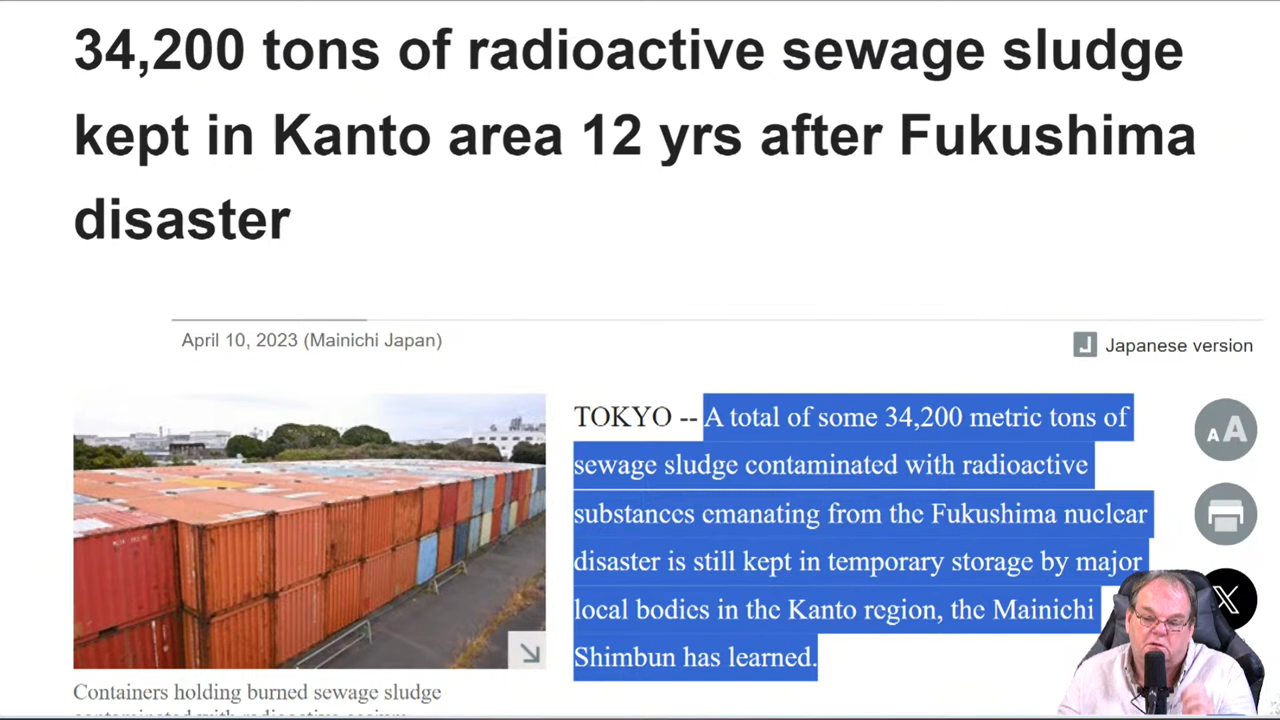 34,200 tons of radioactive sewage sludge
kept in Kanto area 12 yrs after Fukushima
disaster
April 10, 2023 (Mainichi Japan)
J Japanese version
TOKYO -- A total of some 34,200 metric tons of
sewage sludge contaminated with radioactive
substances emanating from the Fukushima nuclear
disaster is still kept in temporary storage by major
local bodies in the Kanto region, the Mainichi
Shimbun has learned.
AA
X
Containers holding burned sewage sludge